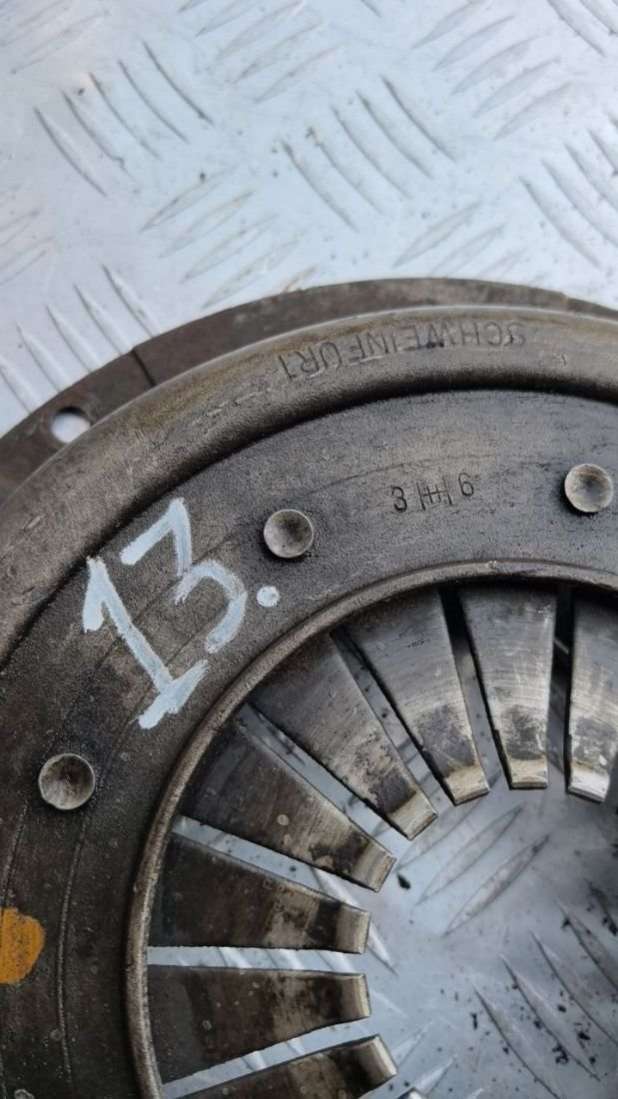 SCHWEINFURT
3 H 6
13.